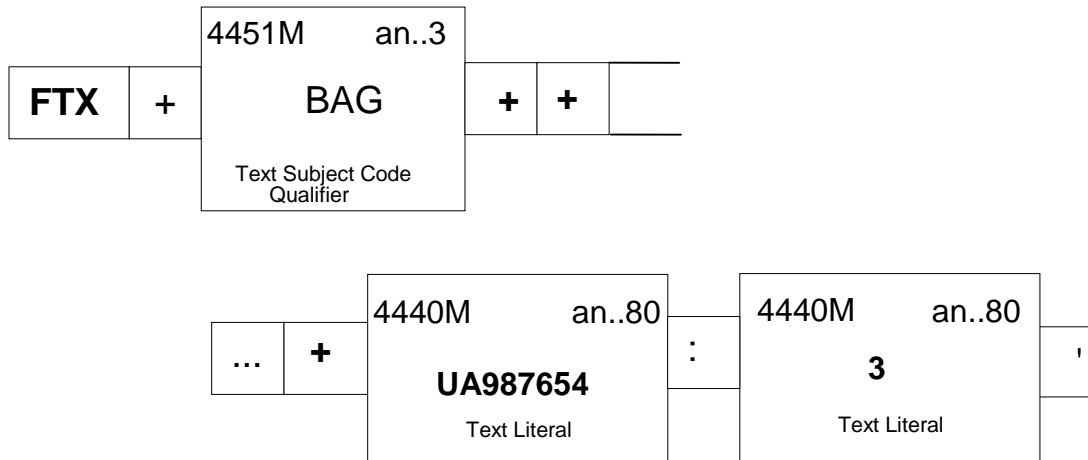 4451M an..3
FTX + BAG + +
Text Subject Code
Qualifier
4440M an..80 4440M an..80
... + UA987654 : 3 '
Text Literal Text Literal